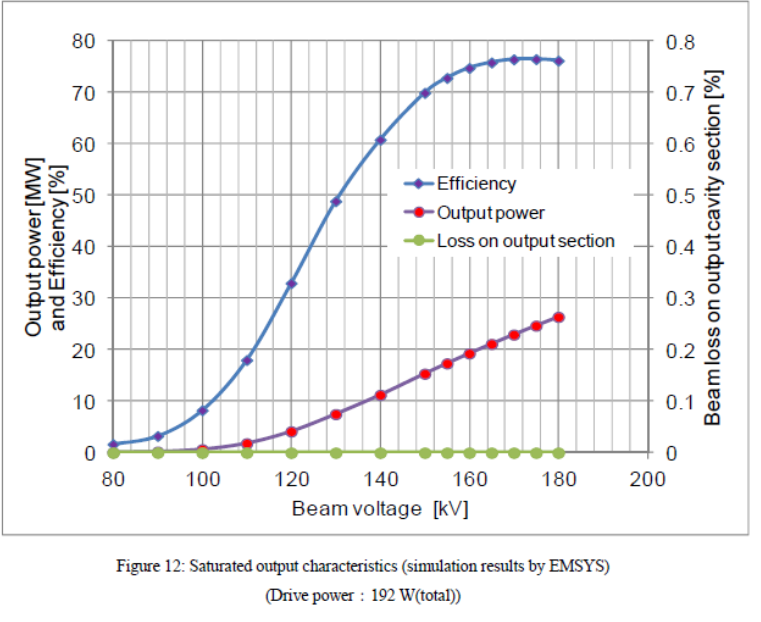 80
70
60
50
40
30
20
10
0
Output power[MW]
and Efficiency[%]
0.8
0.7
0.6
0.5
0.4
0.3
0.2
0.1
0
Beam loss on output cavity section [%]
Efficiency
Output power
Loss on output section
80 100 120 140 160 180 200
Beam voltage [kV]
Figure 12: Saturated output characteristics (simulation results by EMSYS)
(Drive power : 192 W(total))